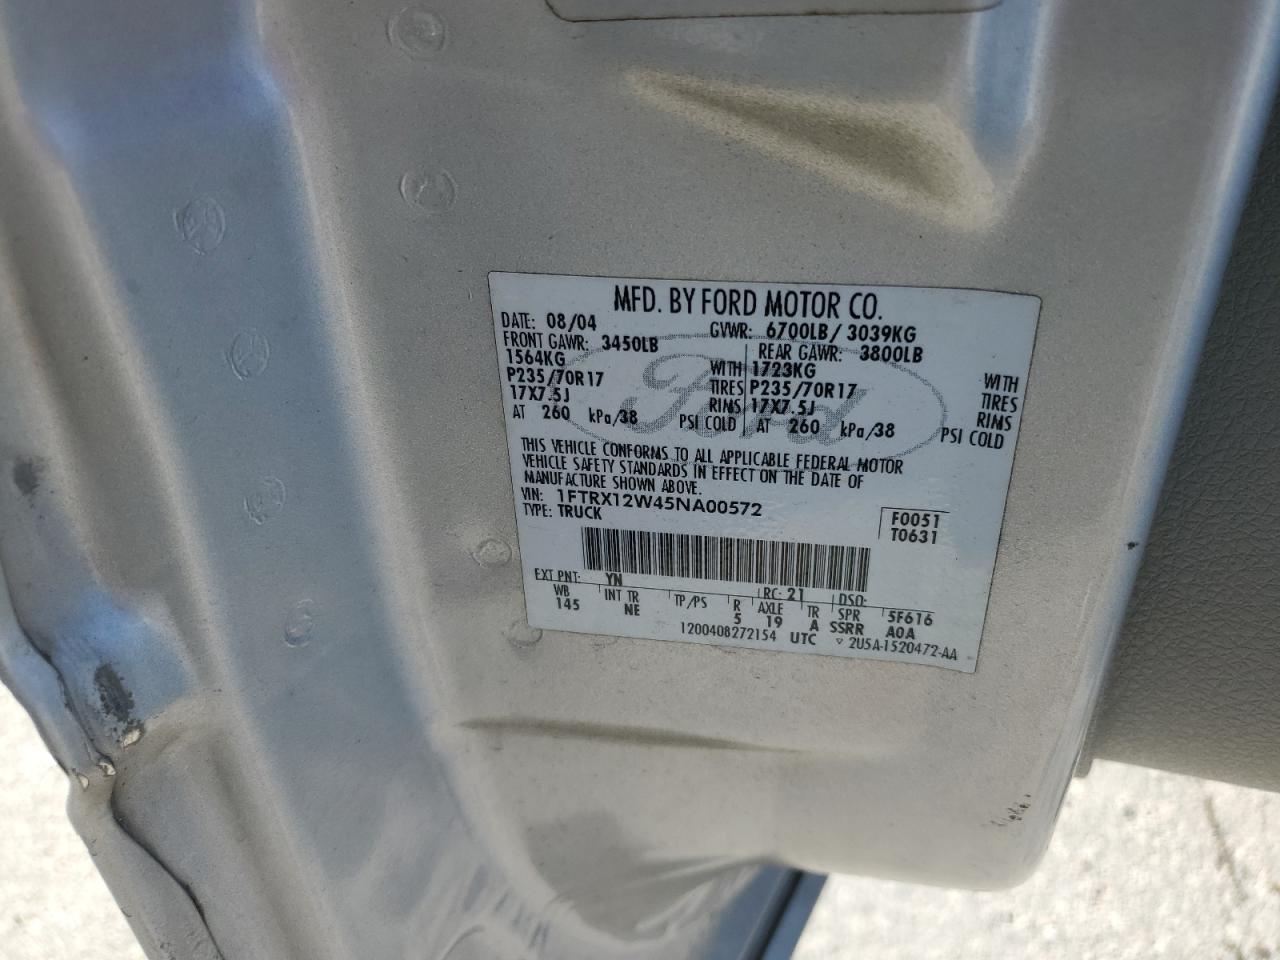 MFD. BY FORD MOTOR CO.
DATE: 08/04 GVWR: 6700LB/ 3039KG
FRONT GAWR: 3450LB REAR GAWR: 3800LB
1564KG WITH 1723KG WITH
P235/70R17 TIRES P235/70R17 TIRES
17X7.5J RIMS 17X7.5J RIMS
AT 260 kPa/38 PSI COLD AT 260 kPa/38 PSI COLD
Ford
THIS VEHICLE CONFORMS TO ALL APPLICABLE FEDERAL MOTOR
VEHICLE SAFETY STANDARDS IN EFFECT ON THE DATE OF
MANUFACTURE SHOWN ABOVE.
VIN: 1FTRX12W45NA00572 F0051
TYPE: TRUCK T0631
EXT PNT: YN RC: 21 DSO:
WB INT TR TP/PS R AXLE TR SPR 5F616
145 NE 5 19 A SSRR A0A
1200408272154 UTC ▽ 2U5A-1520472-AA